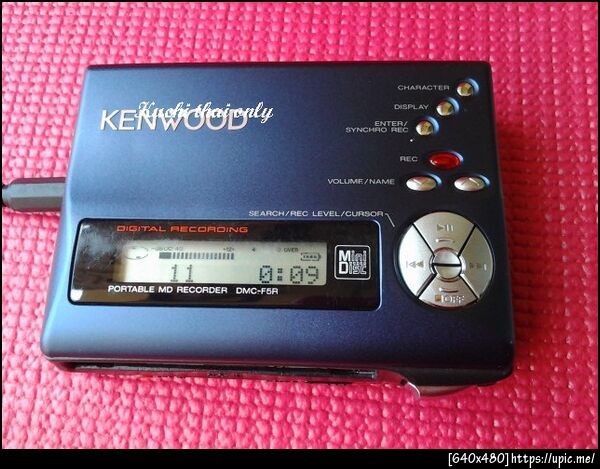 Kushi thai only
KENWOOD
CHARACTER
DISPLAY
ENTER/
SYNCHRO REC
REC
VOLUME/NAME
SEARCH/REC LEVEL/CURSOR
DIGITAL RECORDING
OVER
11 0:09
MiniDisc
PORTABLE MD RECORDER DMC-F5R
OFF
[640x480]https://upic.me/